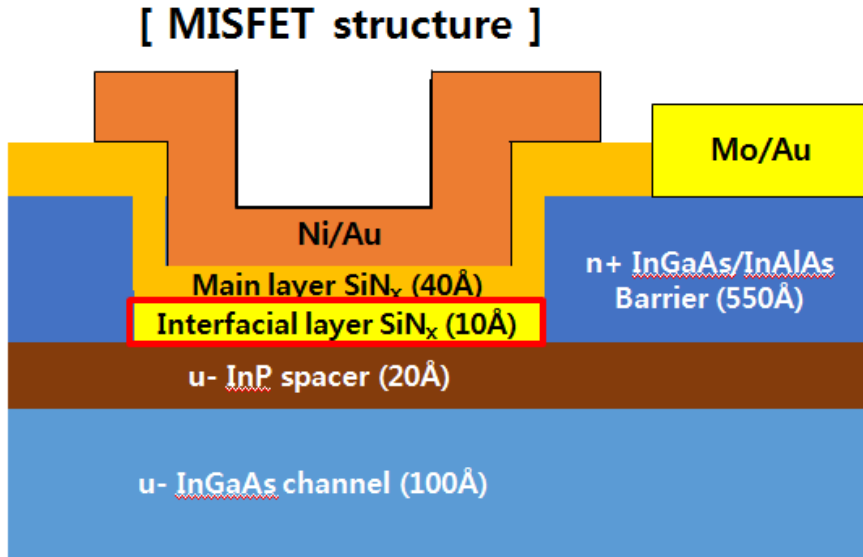 [ MISFET structure ]
Mo/Au
Ni/Au
n+ InGaAs/InAlAs
Barrier (550Å)
Main layer SiNₓ (40Å)
Interfacial layer SiNₓ (10Å)
u- InP spacer (20Å)
u- InGaAs channel (100Å)